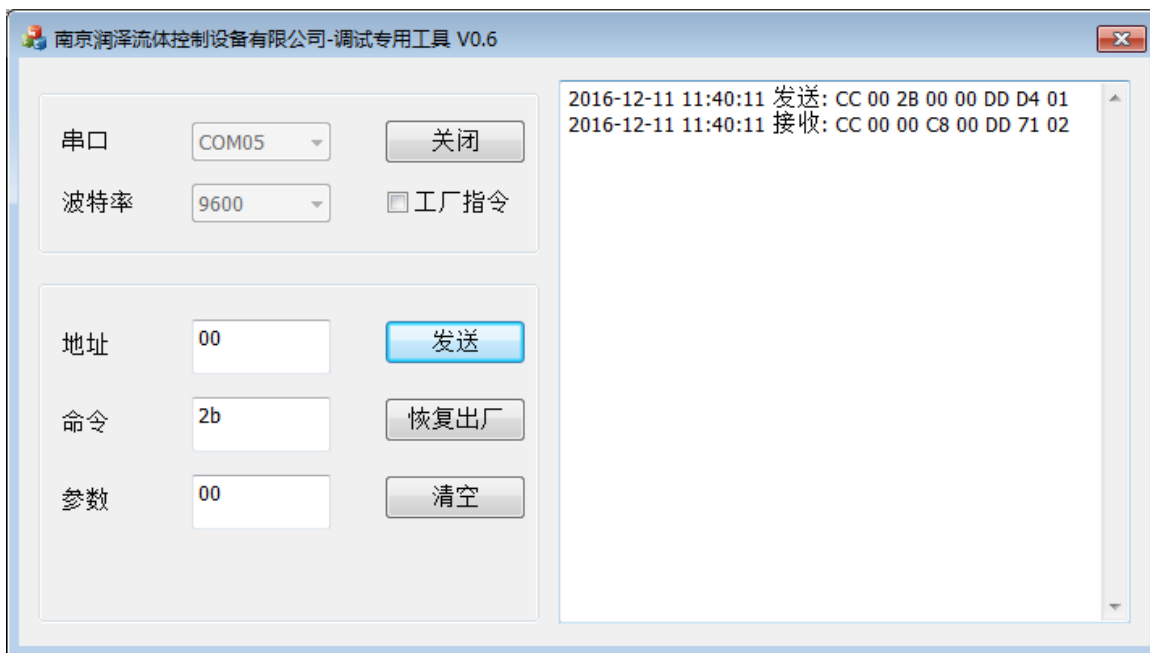 南京润泽流体控制设备有限公司-调试专用工具 V0.6
串口
COM05
关闭
波特率
9600
工厂指令
地址
00
发送
命令
2b
恢复出厂
参数
00
清空
2016-12-11 11:40:11 发送: CC 00 2B 00 00 DD D4 01
2016-12-11 11:40:11 接收: CC 00 00 C8 00 DD 71 02